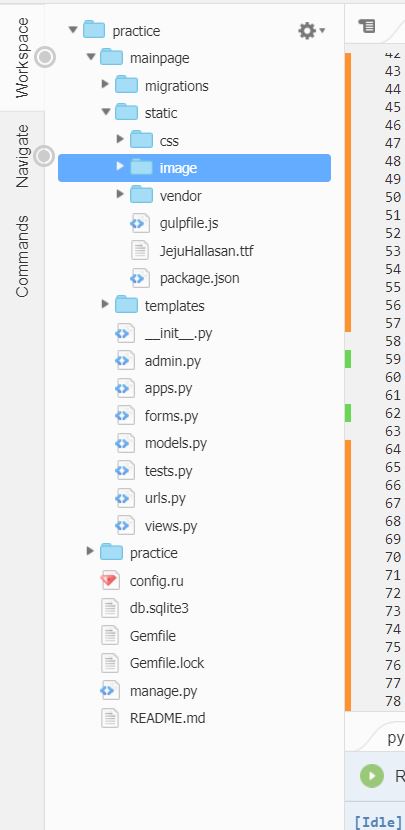 Workspace
Navigate
Commands
practice
mainpage
migrations
static
css
image
vendor
gulpfile.js
JejuHallasan.ttf
package.json
templates
__init__.py
admin.py
apps.py
forms.py
models.py
tests.py
urls.py
views.py
practice
config.ru
db.sqlite3
Gemfile
Gemfile.lock
manage.py
README.md
42
43
44
45
46
47
48
49
50
51
52
53
54
55
56
57
58
59
60
61
62
63
64
65
66
67
68
69
70
71
72
73
74
75
76
77
78
py
R
[Idle]